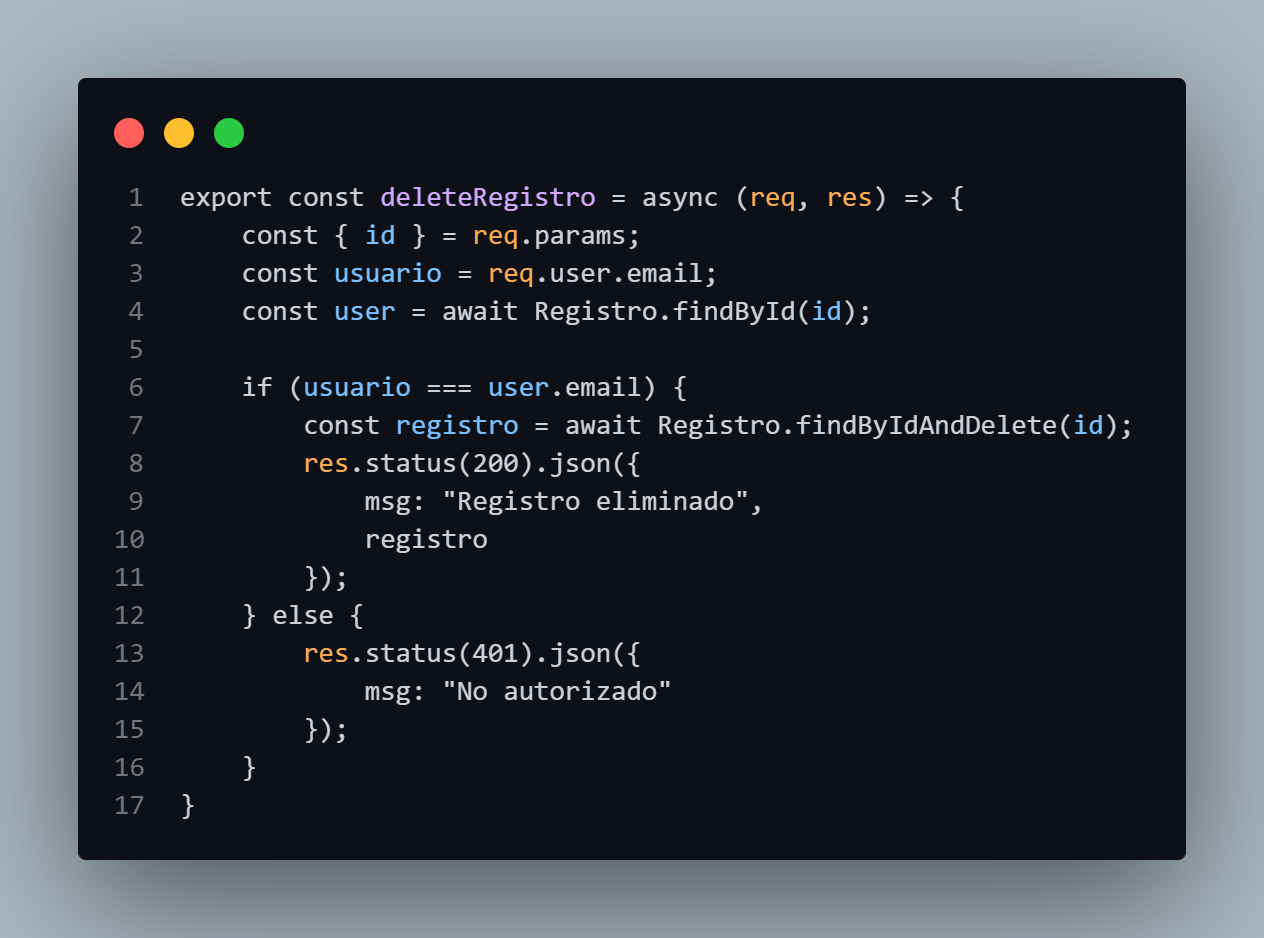 1 export const deleteRegistro = async (req, res) => {
2     const { id } = req.params;
3     const usuario = req.user.email;
4     const user = await Registro.findById(id);
5
6     if (usuario === user.email) {
7         const registro = await Registro.findByIdAndDelete(id);
8         res.status(200).json({
9             msg: "Registro eliminado",
10             registro
11         });
12     } else {
13         res.status(401).json({
14             msg: "No autorizado"
15         });
16     }
17 }